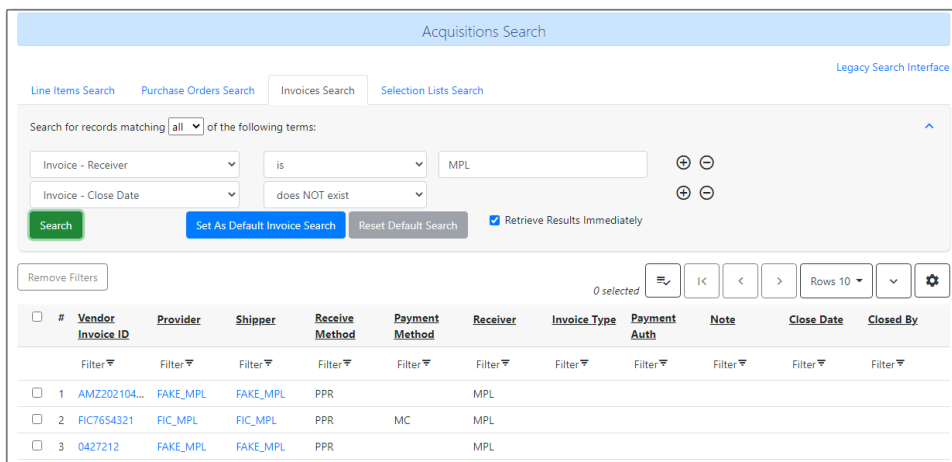 Acquisitions Search
Legacy Search Interface
Line Items Search Purchase Orders Search Invoices Search Selection Lists Search
Search for records matching all of the following terms:
Invoice - Receiver is MPL
Invoice - Close Date does NOT exist
Search Set As Default Invoice Search Reset Default Search Retrieve Results Immediately
Remove Filters 0 selected Rows 10
# Vendor Invoice ID Provider Shipper Receive Method Payment Method Receiver Invoice Type Payment Auth Note Close Date Closed By
Filter Filter Filter Filter Filter Filter Filter Filter Filter Filter Filter
1 AMZ202104... FAKE_MPL FAKE_MPL PPR MPL
2 FIC7654321 FIC_MPL FIC_MPL PPR MC MPL
3 0427212 FAKE_MPL FAKE_MPL PPR MPL